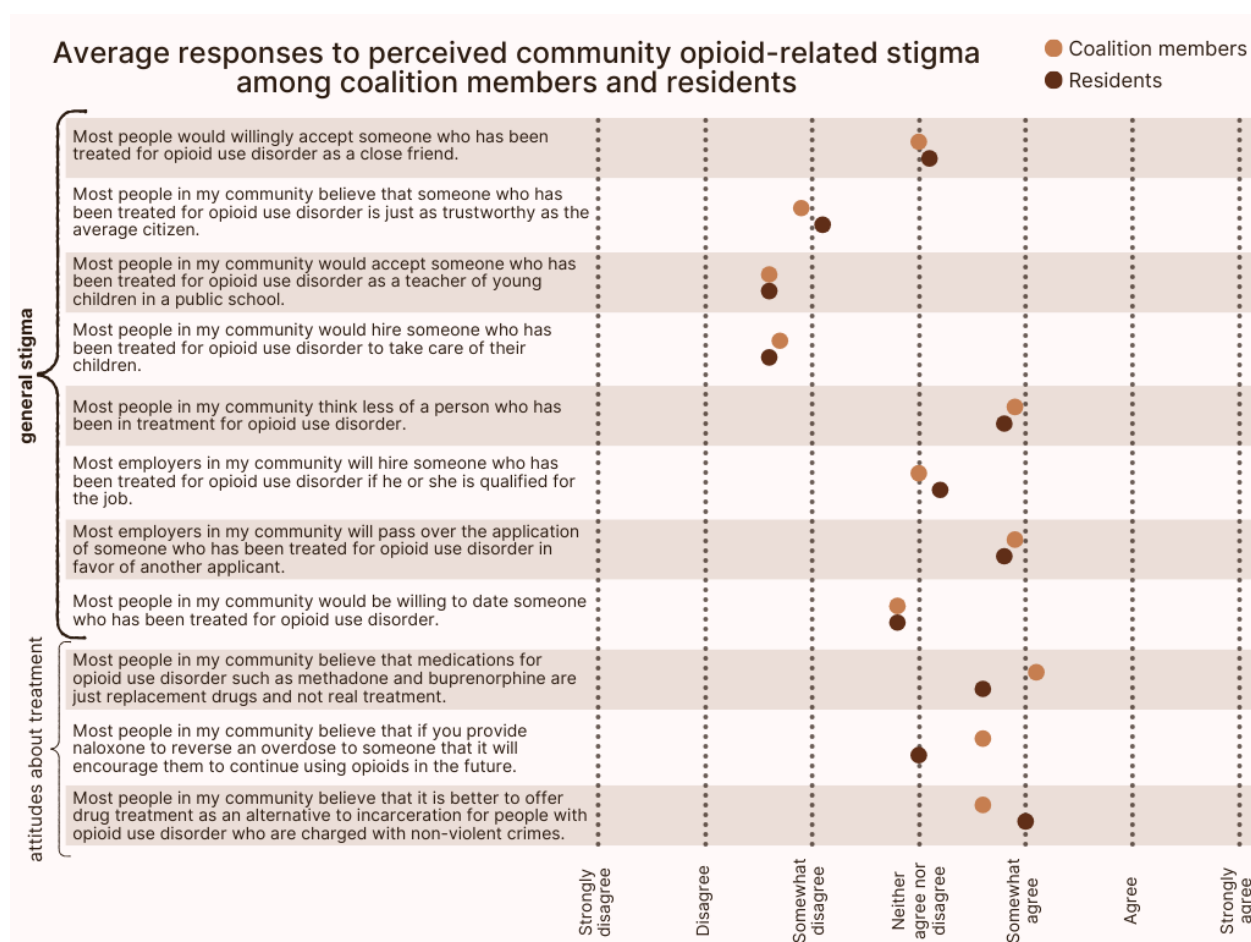 Average responses to perceived community opioid-related stigma
among coalition members and residents
Coalition members
Residents
general stigma
Most people would willingly accept someone who has been
treated for opioid use disorder as a close friend.
Most people in my community believe that someone who has
been treated for opioid use disorder is just as trustworthy as the
average citizen.
Most people in my community would accept someone who has
been treated for opioid use disorder as a teacher of young
children in a public school.
Most people in my community would hire someone who has
been treated for opioid use disorder to take care of their
children.
Most people in my community think less of a person who has
been in treatment for opioid use disorder.
Most employers in my community will hire someone who has
been treated for opioid use disorder if he or she is qualified for
the job.
Most employers in my community will pass over the application
of someone who has been treated for opioid use disorder in
favor of another applicant.
Most people in my community would be willing to date someone
who has been treated for opioid use disorder.
attitudes about treatment
Most people in my community believe that medications for
opioid use disorder such as methadone and buprenorphine are
just replacement drugs and not real treatment.
Most people in my community believe that if you provide
naloxone to reverse an overdose to someone that it will
encourage them to continue using opioids in the future.
Most people in my community believe that it is better to offer
drug treatment as an alternative to incarceration for people with
opioid use disorder who are charged with non-violent crimes.
Strongly
disagree
Disagree
Somewhat
disagree
Neither
agree nor
disagree
Somewhat
agree
Agree
Strongly
agree